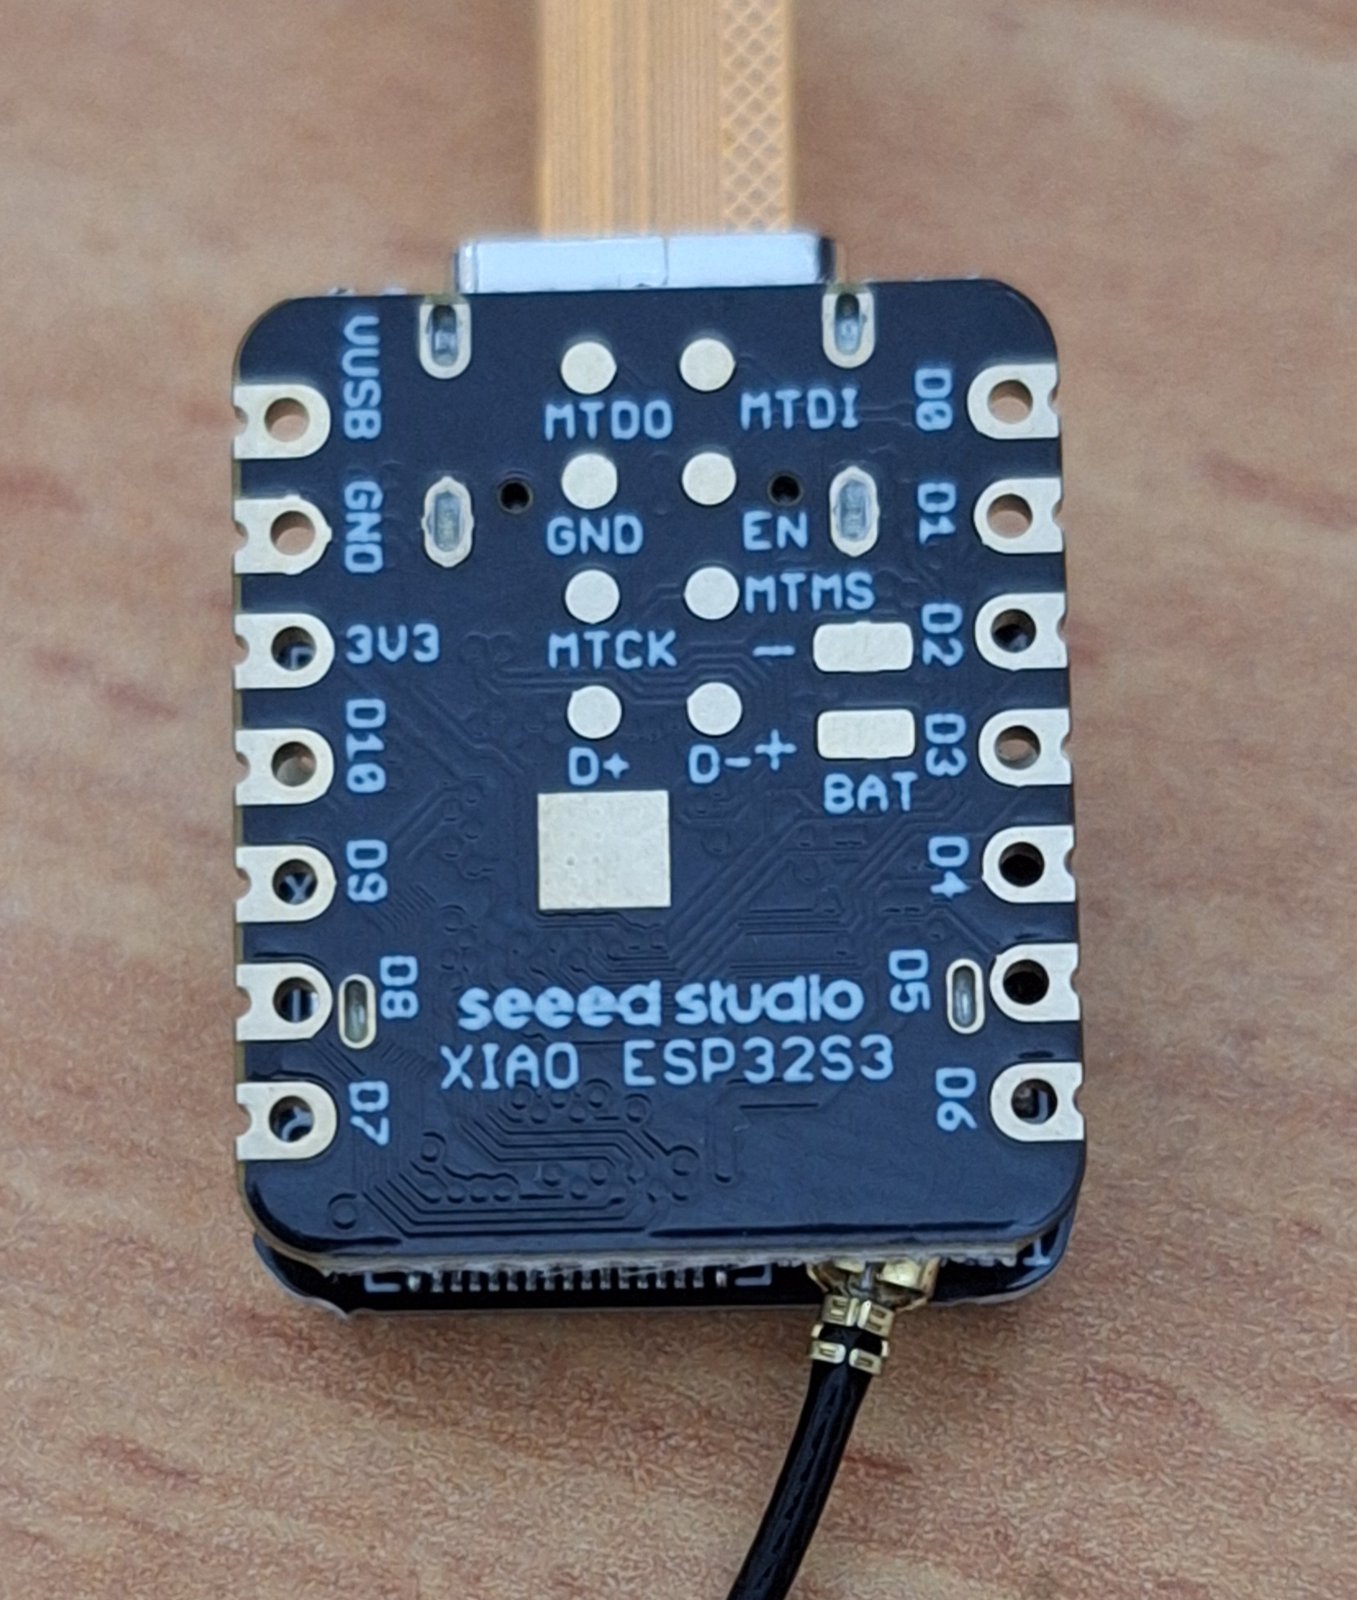 VUSB
GND
3V3
D10
D9
D8
D7
MTDO
MTDI
GND
EN
MTMS
MTCK
-
D+
D-
+
BAT
D0
D1
D2
D3
D4
D5
D6
seeed studio
XIAO ESP32S3